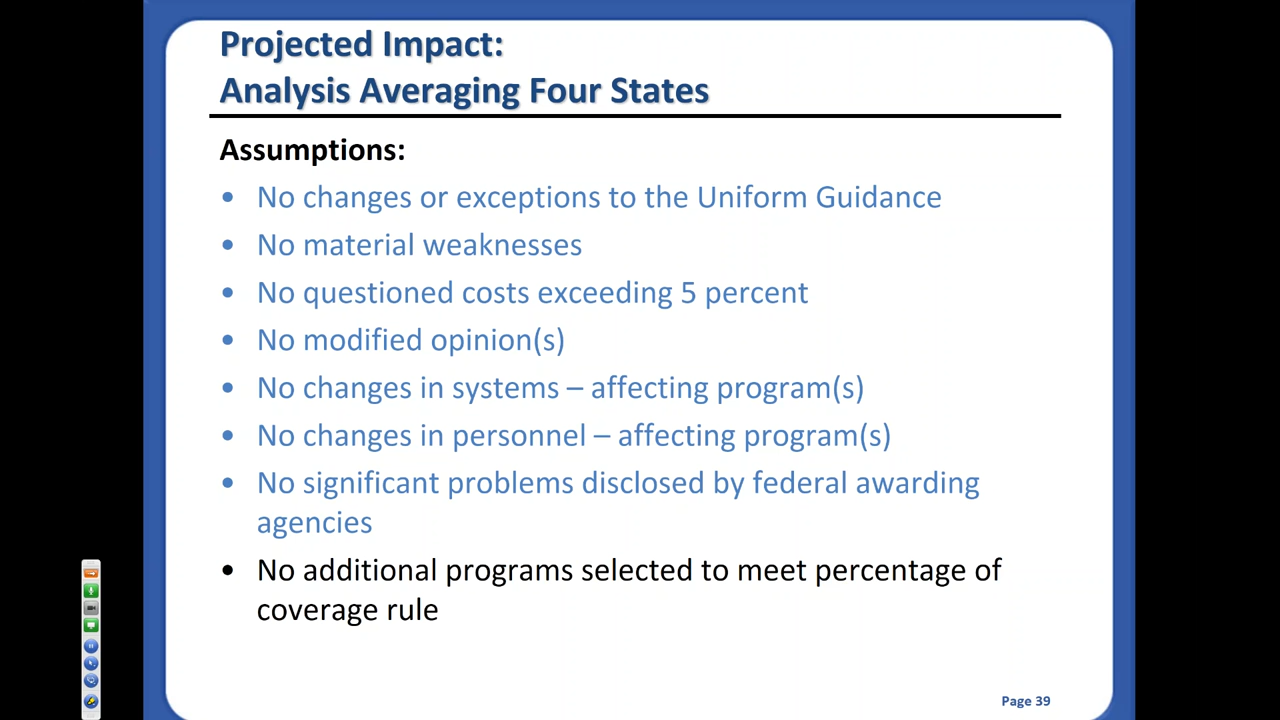 Projected Impact:
Analysis Averaging Four States
Assumptions:
• No changes or exceptions to the Uniform Guidance
• No material weaknesses
• No questioned costs exceeding 5 percent
• No modified opinion(s)
• No changes in systems – affecting program(s)
• No changes in personnel – affecting program(s)
• No significant problems disclosed by federal awarding
agencies
• No additional programs selected to meet percentage of
coverage rule
Page 39